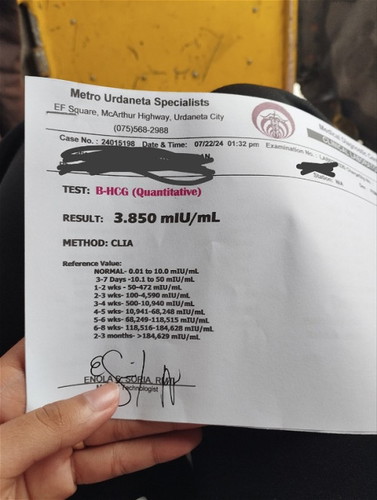 Metro Urdaneta Specialists
EF Square, McArthur Highway, Urdaneta City
(075)568-2988
Medical Diagnostic
CLINICAL
Case No.: 24015198 Date & Time: 07/22/24 01:32 pm Examination No.:
Station: NA
TEST: B-HCG (Quantitative)
RESULT: 3.850 mIU/mL
METHOD: CLIA
Reference Value:
NORMAL- 0.01 to 10.0 mIU/mL
3-7 Days -10.1 to 50 mIU/mL
1-2 wks - 50-472 mIU/mL
2-3 wks- 100-4,590 mIU/mL
3-4 wks- 500-10,940 mIU/mL
4-5 wks- 10,941-68,248 mIU/mL
5-6 wks- 68,249-118,515 mIU/mL
6-8 wks- 118,516-184,628 mIU/mL
2-3 months- >184,629 mIU/mL
ENOLA SORIA, RMT
Technologist